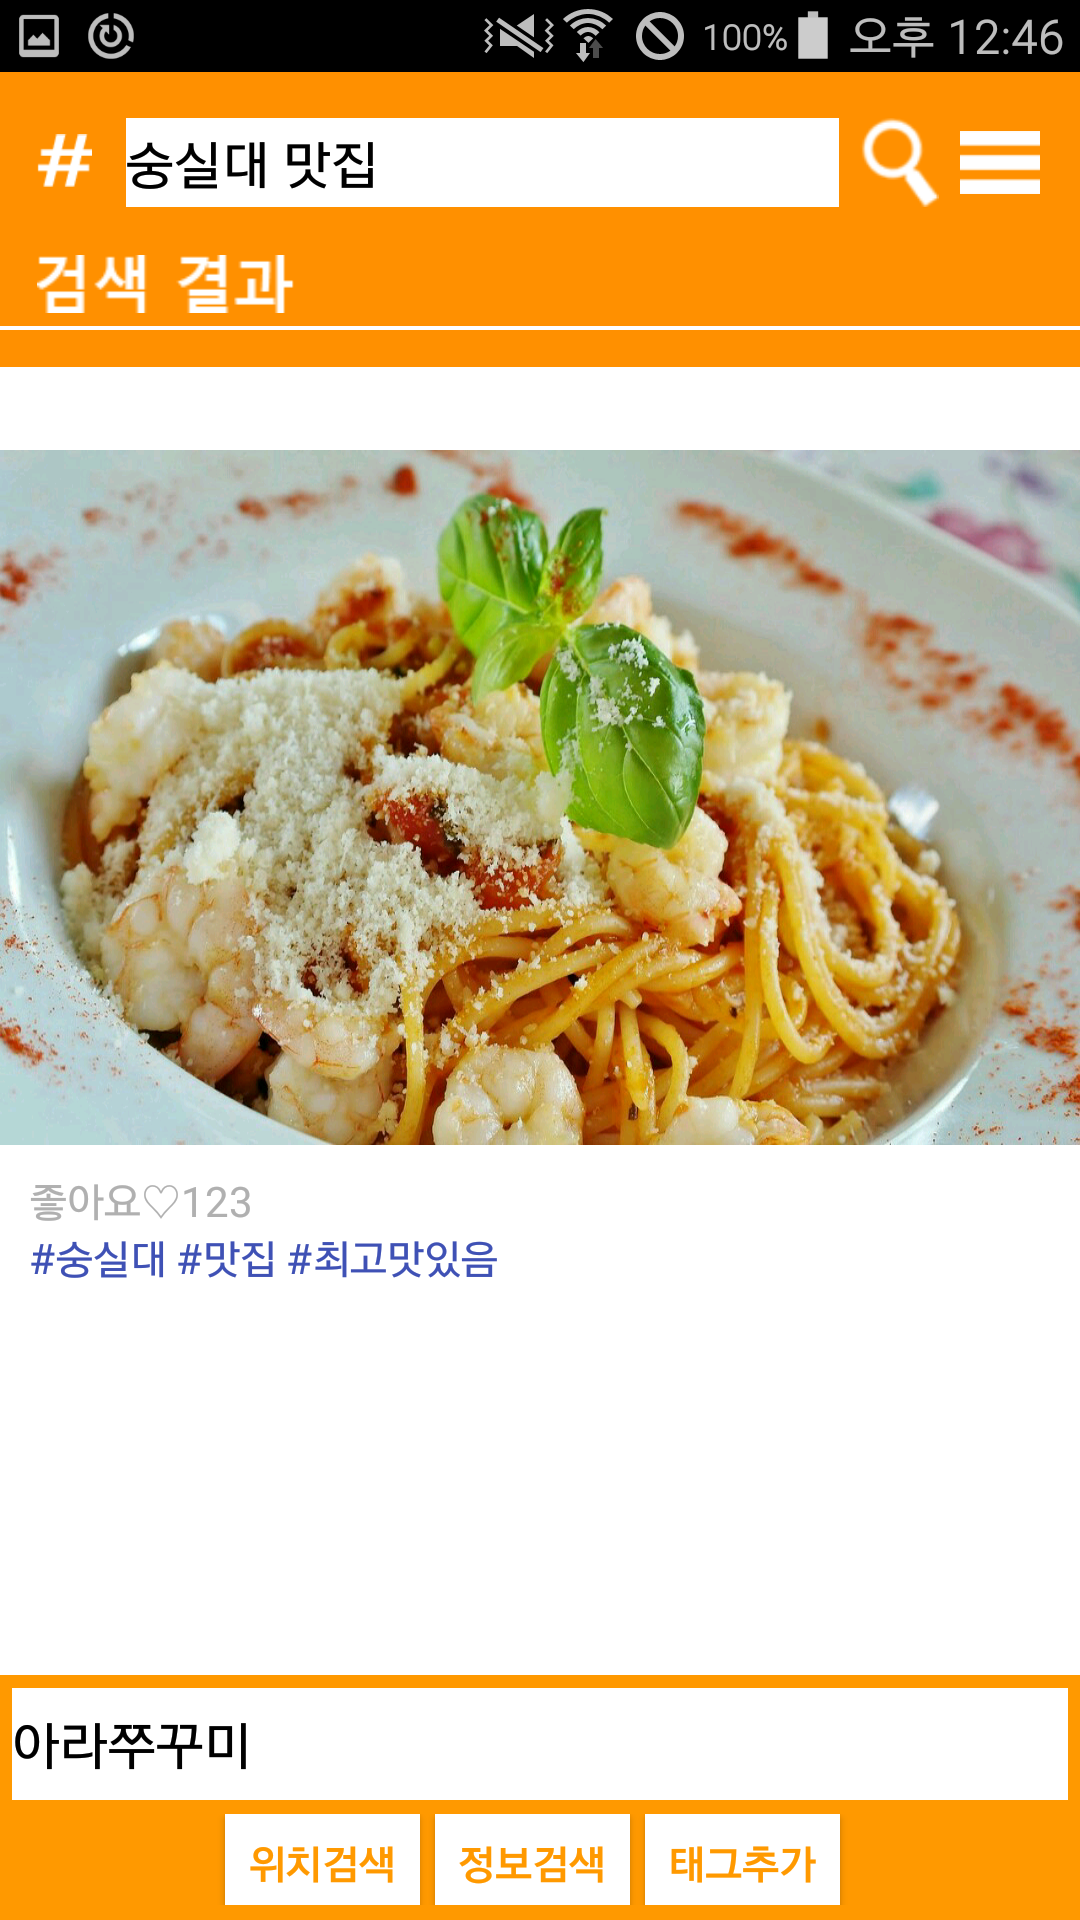 100% 오후 12:46
# 숭실대 맛집
검색 결과
좋아요♡123
#숭실대 #맛집 #최고맛있음
아라쭈꾸미
위치검색 정보검색 태그추가